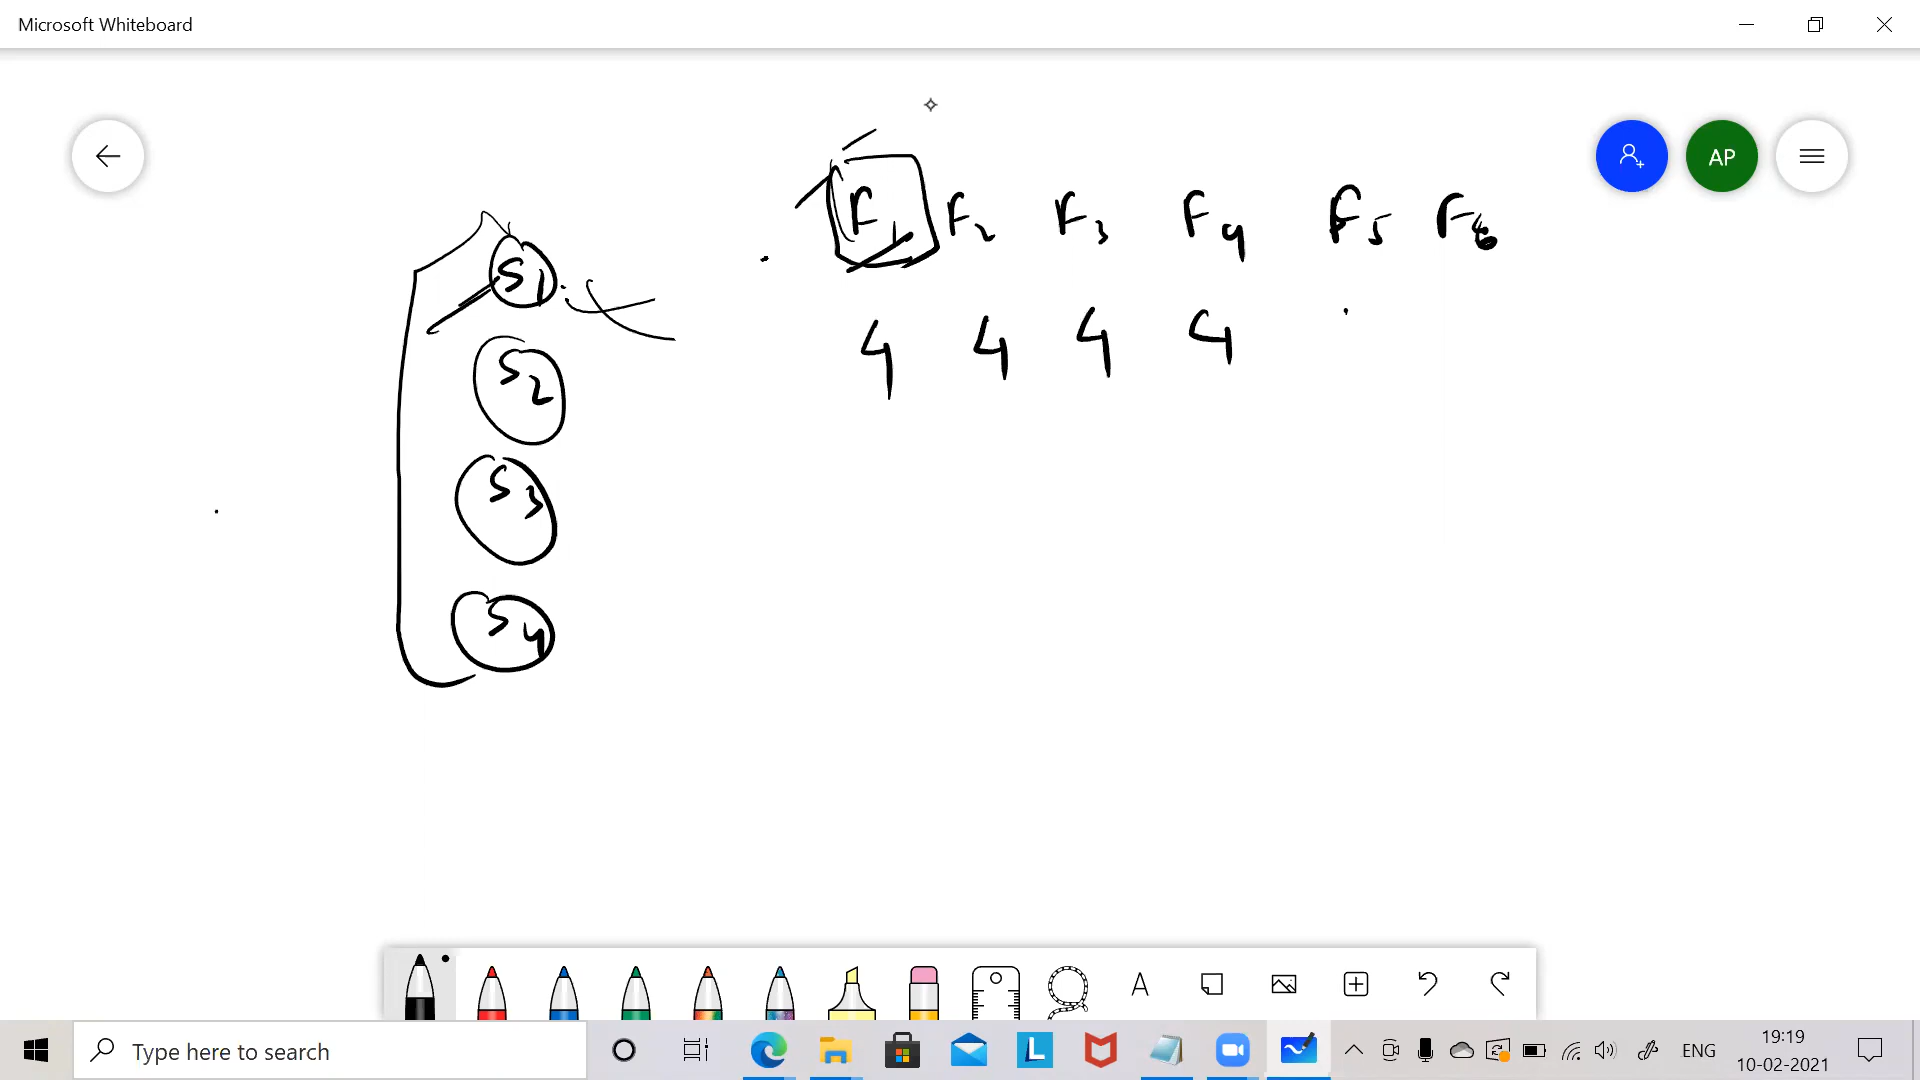 Microsoft Whiteboard
AP
F1 F2 F3 F4 F5 F6
S1
4 4 4 4
S2
S3
S4
A
Type here to search
L
ENG
19:19
10-02-2021